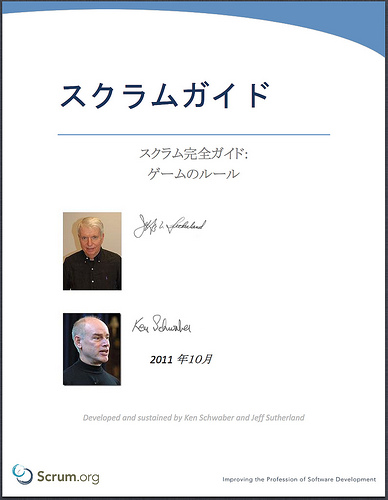 スクラムガイド
スクラム完全ガイド:
ゲームのルール
Jeff Sutherland
Ken Schwaber
2011 年10月
Developed and sustained by Ken Schwaber and Jeff Sutherland
Scrum.org
Improving the Profession of Software Development